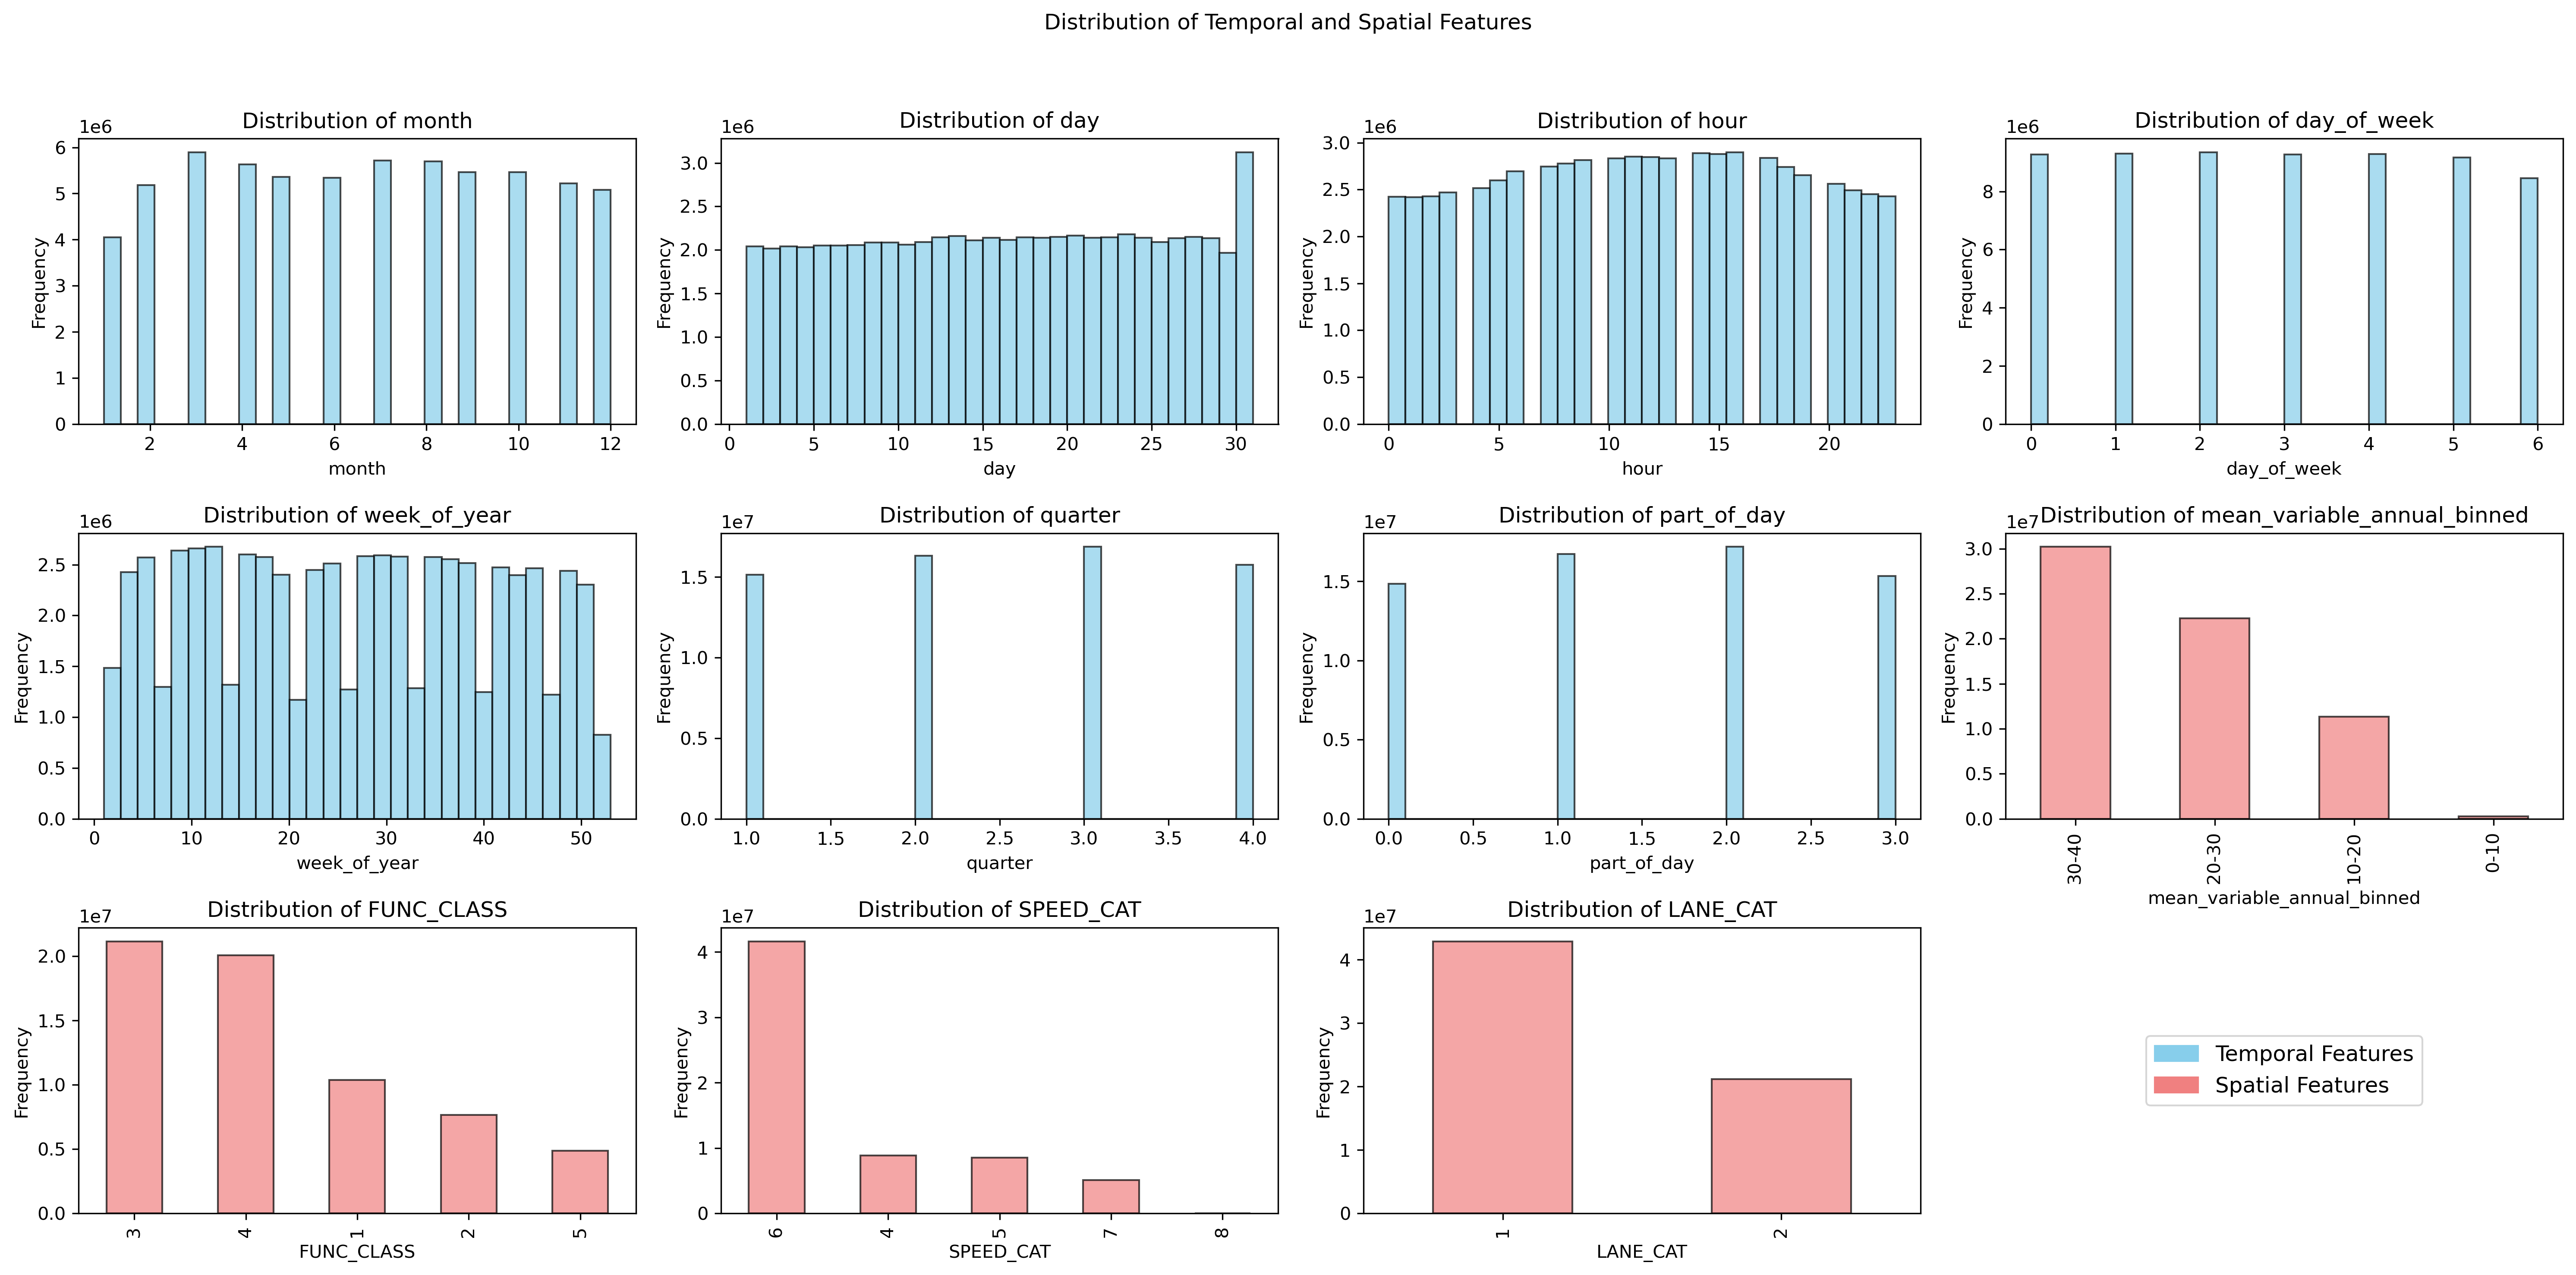 Distribution of Temporal and Spatial Features
Distribution of month
1e6
6
5
4
3
2
1
0
Frequency
2 4 6 8 10 12
month
Distribution of day
1e6
3.0
2.5
2.0
1.5
1.0
0.5
0.0
Frequency
0 5 10 15 20 25 30
day
Distribution of hour
1e6
3.0
2.5
2.0
1.5
1.0
0.5
0.0
Frequency
0 5 10 15 20
hour
Distribution of day_of_week
1e6
8
6
4
2
0
Frequency
0 1 2 3 4 5 6
day_of_week
Distribution of week_of_year
1e6
2.5
2.0
1.5
1.0
0.5
0.0
Frequency
0 10 20 30 40 50
week_of_year
Distribution of quarter
1e7
1.5
1.0
0.5
0.0
Frequency
1.0 1.5 2.0 2.5 3.0 3.5 4.0
quarter
Distribution of part_of_day
1e7
1.5
1.0
0.5
0.0
Frequency
0.0 0.5 1.0 1.5 2.0 2.5 3.0
part_of_day
Distribution of mean_variable_annual_binned
1e7
3.0
2.5
2.0
1.5
1.0
0.5
0.0
Frequency
30-40 20-30 10-20 0-10
mean_variable_annual_binned
Distribution of FUNC_CLASS
1e7
2.0
1.5
1.0
0.5
0.0
Frequency
3 4 1 2 5
FUNC_CLASS
Distribution of SPEED_CAT
1e7
4
3
2
1
0
Frequency
6 4 5 7 8
SPEED_CAT
Distribution of LANE_CAT
1e7
4
3
2
1
0
Frequency
1 2
LANE_CAT
Temporal Features
Spatial Features